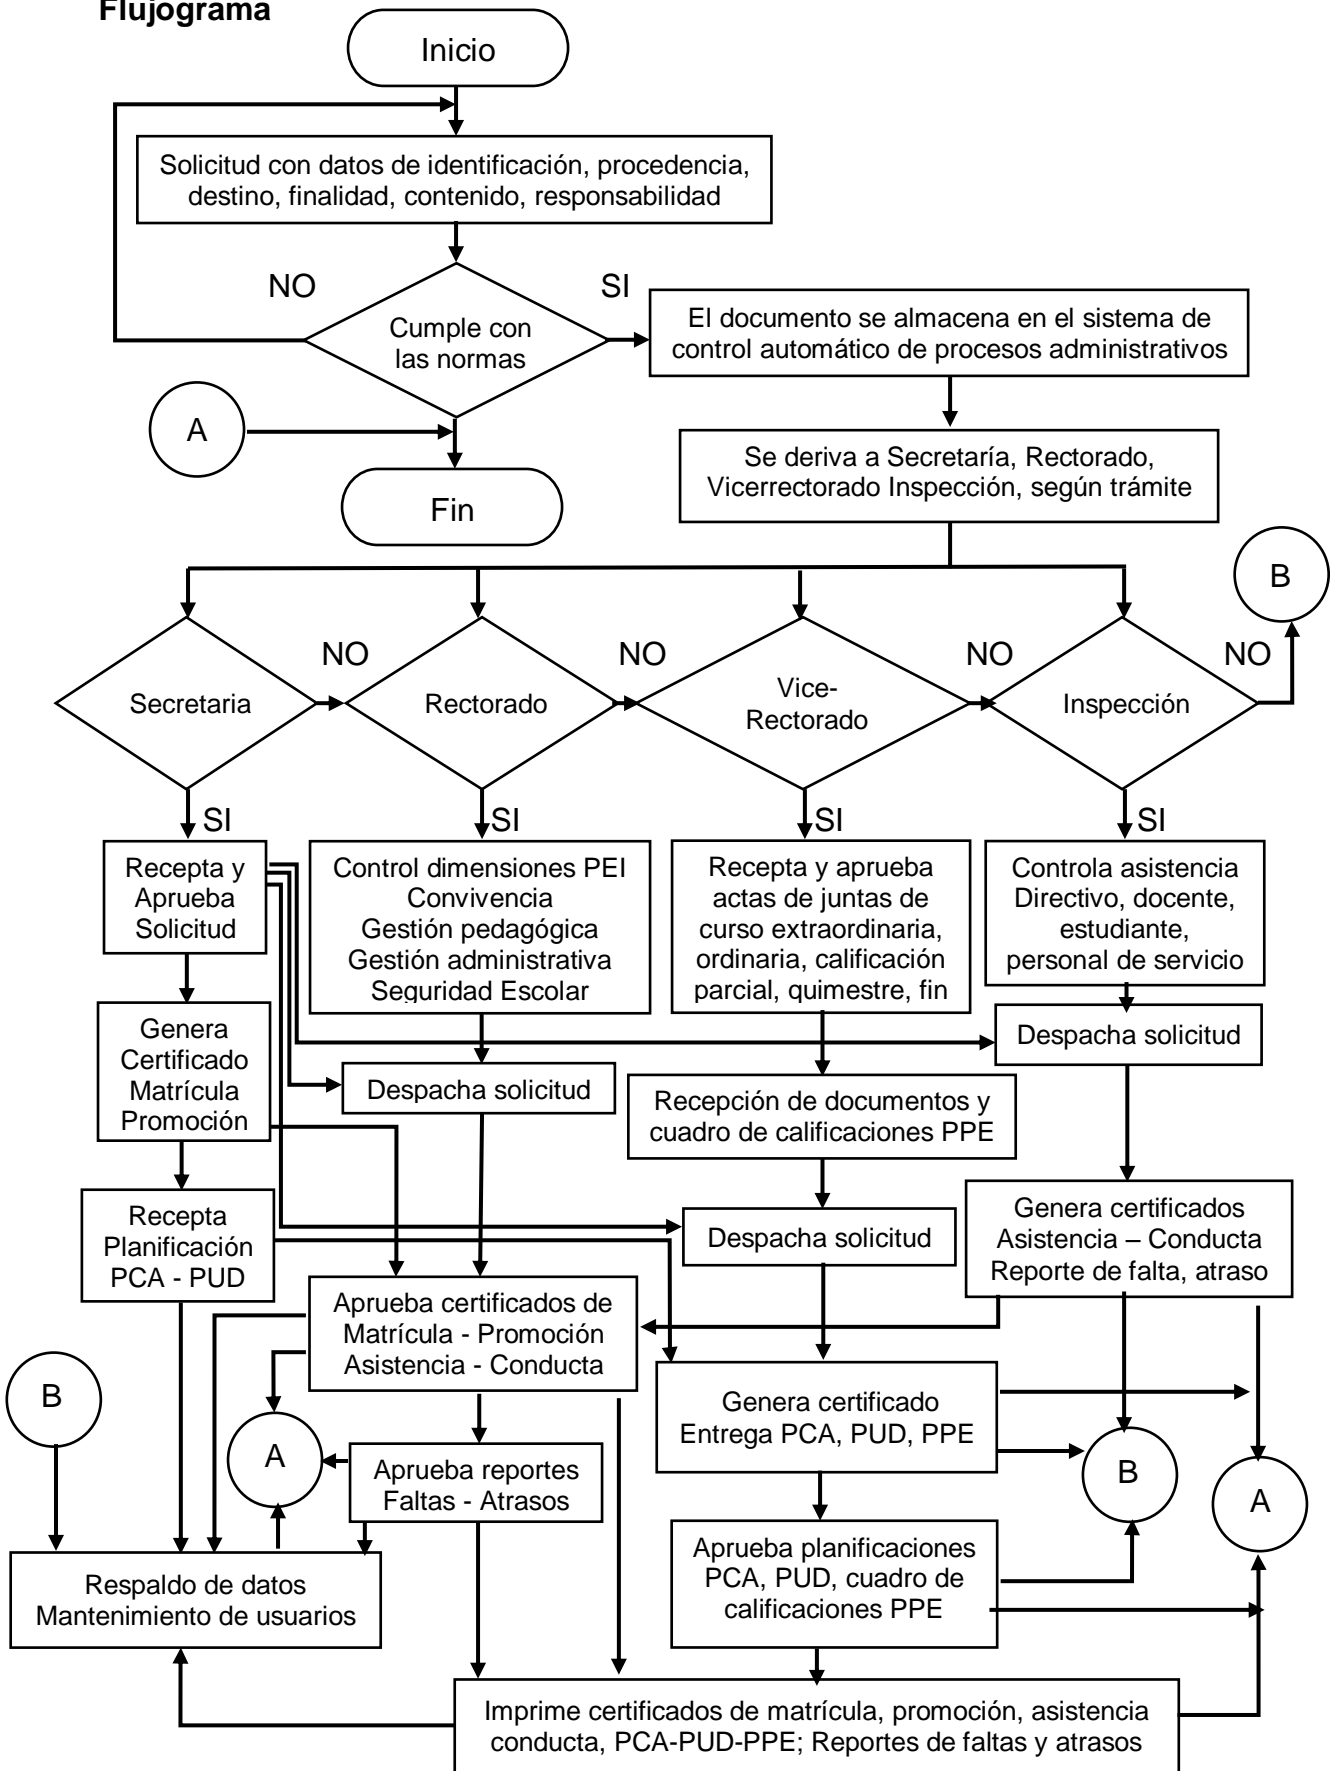 Flujograma
Inicio
Solicitud con datos de identificación, procedencia,
destino, finalidad, contenido, responsabilidad
NO
SI
Cumple con
las normas
El documento se almacena en el sistema de
control automático de procesos administrativos
A
Se deriva a Secretaría, Rectorado,
Vicerrectorado Inspección, según trámite
Fin
B
NO
NO
NO
NO
Secretaria
Rectorado
Vice-
Rectorado
Inspección
SI
SI
SI
SI
Recepta y
Aprueba
Solicitud
Control dimensiones PEI
Convivencia
Gestión pedagógica
Gestión administrativa
Seguridad Escolar
Recepta y aprueba
actas de juntas de
curso extraordinaria,
ordinaria, calificación
parcial, quimestre, fin
Controla asistencia
Directivo, docente,
estudiante,
personal de servicio
Genera
Certificado
Matrícula
Promoción
Despacha solicitud
Recepción de documentos y
cuadro de calificaciones PPE
Despacha solicitud
Recepta
Planificación
PCA - PUD
Despacha solicitud
Genera certificados
Asistencia – Conducta
Reporte de falta, atraso
Aprueba certificados de
Matrícula - Promoción
Asistencia - Conducta
B
Genera certificado
Entrega PCA, PUD, PPE
A
Aprueba reportes
Faltas - Atrasos
B
A
Respaldo de datos
Mantenimiento de usuarios
Aprueba planificaciones
PCA, PUD, cuadro de
calificaciones PPE
Imprime certificados de matrícula, promoción, asistencia
conducta, PCA-PUD-PPE; Reportes de faltas y atrasos